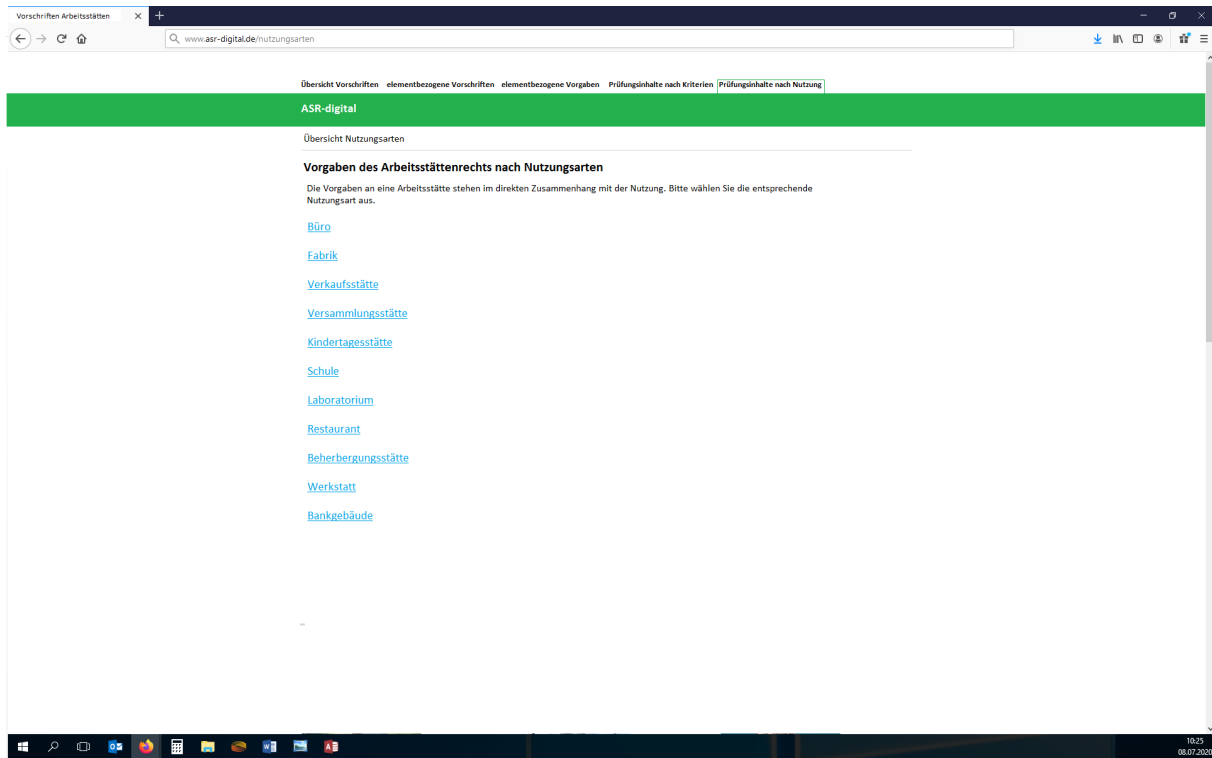 Vorschriften Arbeitsstätten
www.asr-digital.de/nutzungsarten
Übersicht Vorschriften elementbezogene Vorschriften elementbezogene Vorgaben Prüfungsinhalte nach Kriterien Prüfungsinhalte nach Nutzung
ASR-digital
Übersicht Nutzungsarten
Vorgaben des Arbeitsstättenrechts nach Nutzungsarten
Die Vorgaben an eine Arbeitsstätte stehen im direkten Zusammenhang mit der Nutzung. Bitte wählen Sie die entsprechende
Nutzungsart aus.
Büro
Fabrik
Verkaufsstätte
Versammlungsstätte
Kindertagesstätte
Schule
Laboratorium
Restaurant
Beherbergungsstätte
Werkstatt
Bankgebäude
10:25
08.07.2020